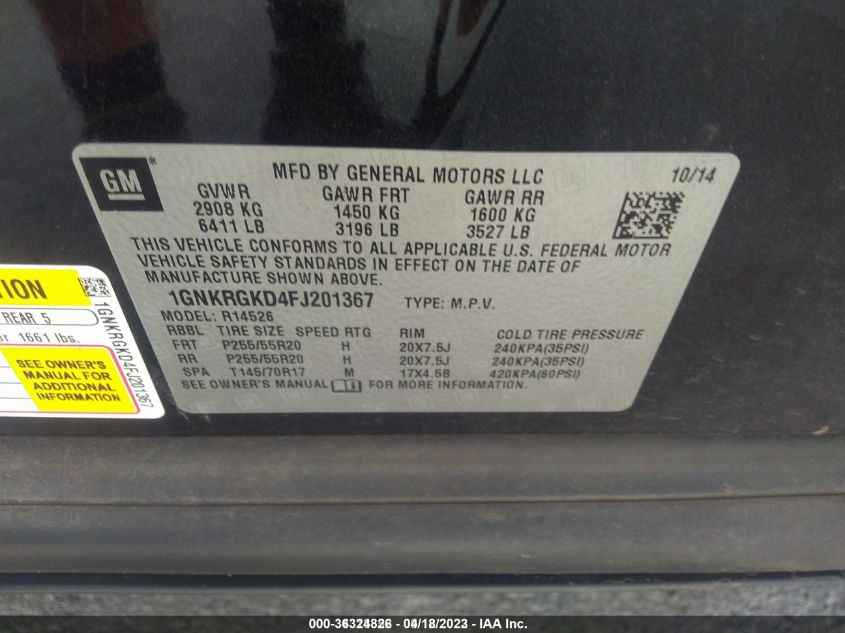 GM
MFD BY GENERAL MOTORS LLC
10/14
GVWR GAWR FRT GAWR RR
2908 KG 1450 KG 1600 KG
6411 LB 3196 LB 3527 LB
THIS VEHICLE CONFORMS TO ALL APPLICABLE U.S. FEDERAL MOTOR
VEHICLE SAFETY STANDARDS IN EFFECT ON THE DATE OF
MANUFACTURE SHOWN ABOVE.
1GNKRGKD4FJ201367 TYPE: M.P.V.
MODEL: R14526
RBBL TIRE SIZE SPEED RTG RIM COLD TIRE PRESSURE
FRT P255/55R20 H 20X7.5J 240KPA(35PSI)
RR P255/55R20 H 20X7.5J 240KPA(35PSI)
SPA T145/70R17 M 17X4.5B 420KPA(60PSI)
SEE OWNER'S MANUAL FOR MORE INFORMATION.
REAR 5
1661 lbs.
SEE OWNER'S
MANUAL FOR
ADDITIONAL
INFORMATION
1GNKRGKD4FJ201367
000-36324826 - 04/18/2023 - IAA Inc.